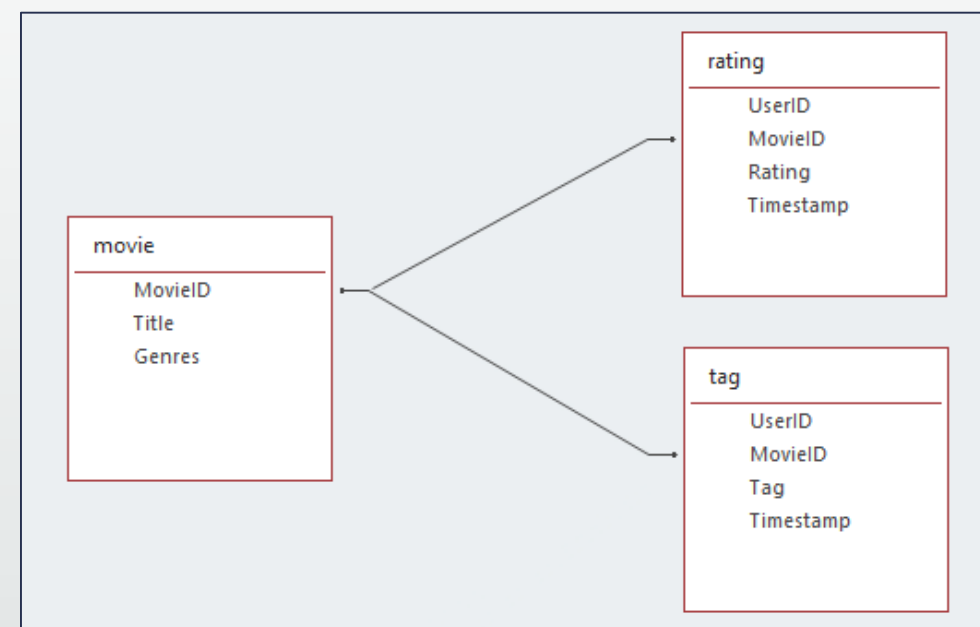 movie
MovieID
Title
Genres
rating
UserID
MovieID
Rating
Timestamp
tag
UserID
MovieID
Tag
Timestamp